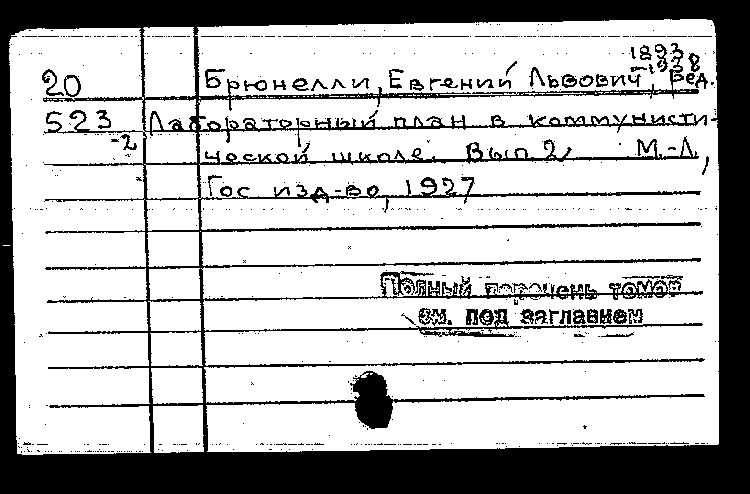 1893
-1938
20 Брюнелли, Евгений Львович, ред.
523 Лабораторный план в коммунисти-
-2 ческой школе. Вып 2, М.-Л,
Гос изд-во, 1927
Полный перечень томов
см. под заглавием